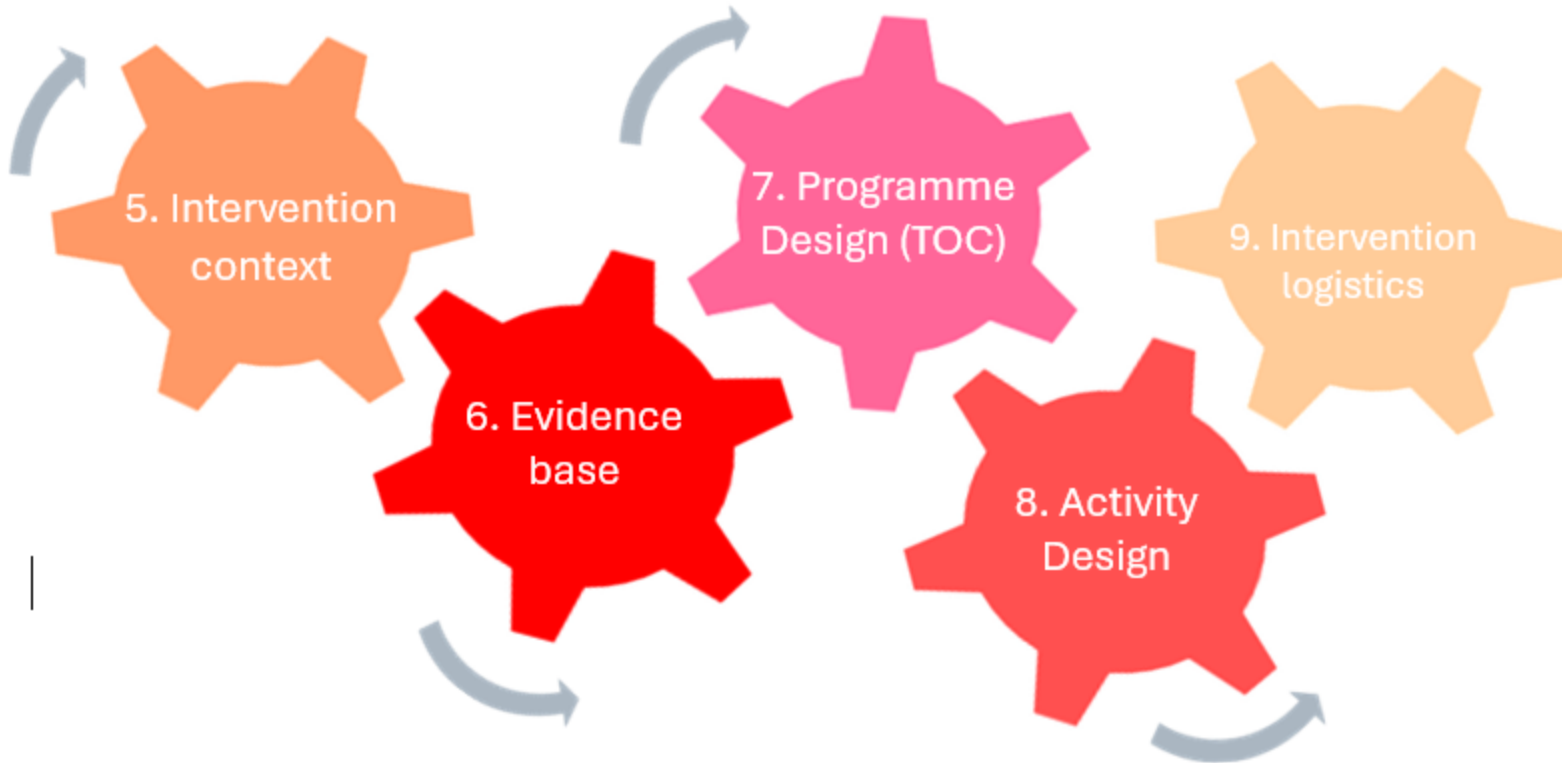 5. Intervention
context
6. Evidence
base
7. Programme
Design (TOC)
8. Activity
Design
9. Intervention
logistics